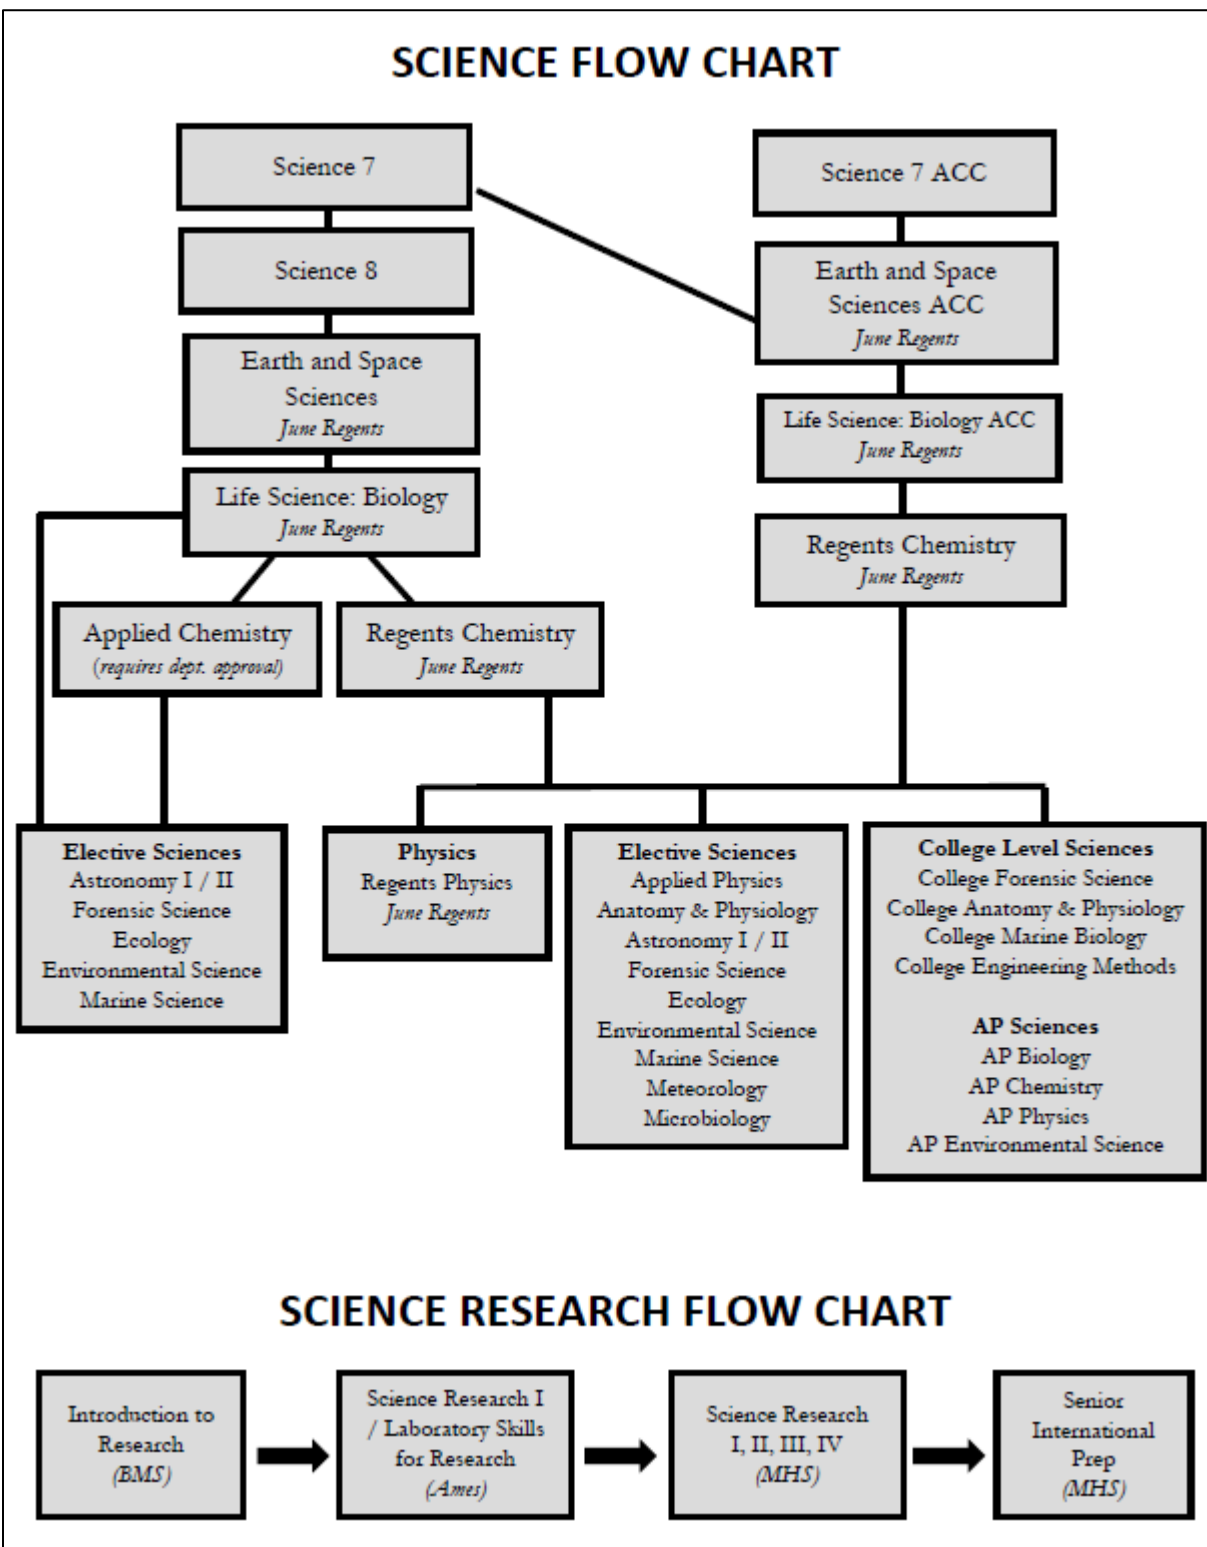 SCIENCE FLOW CHART
Science 7
Science 7 ACC
Science 8
Earth and Space
Sciences ACC
June Regents
Earth and Space
Sciences
June Regents
Life Science: Biology ACC
June Regents
Life Science: Biology
June Regents
Regents Chemistry
June Regents
Applied Chemistry
(requires dept. approval)
Regents Chemistry
June Regents
Elective Sciences
Astronomy I / II
Forensic Science
Ecology
Environmental Science
Marine Science
Physics
Regents Physics
June Regents
Elective Sciences
Applied Physics
Anatomy & Physiology
Astronomy I / II
Forensic Science
Ecology
Environmental Science
Marine Science
Meteorology
Microbiology
College Level Sciences
College Forensic Science
College Anatomy & Physiology
College Marine Biology
College Engineering Methods
AP Sciences
AP Biology
AP Chemistry
AP Physics
AP Environmental Science
SCIENCE RESEARCH FLOW CHART
Introduction to
Research
(BMS)
Science Research I
/ Laboratory Skills
for Research
(Ames)
Science Research
I, II, III, IV
(MHS)
Senior
International
Prep
(MHS)